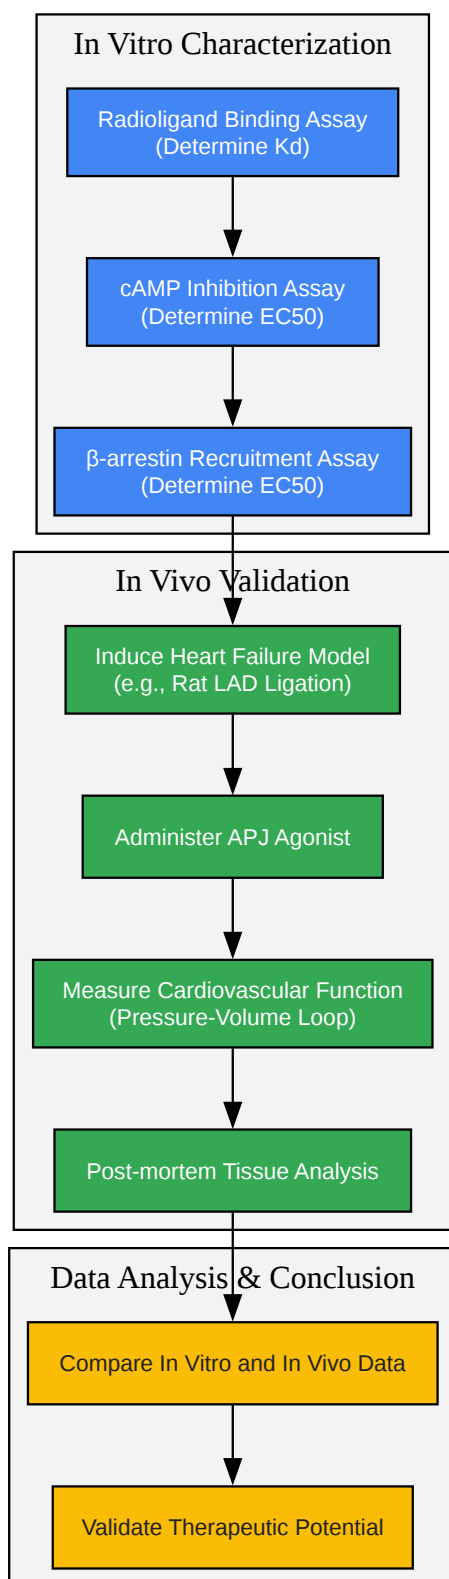 In Vitro Characterization
Radioligand Binding Assay
(Determine Kd)
cAMP Inhibition Assay
(Determine EC50)
β-arrestin Recruitment Assay
(Determine EC50)
In Vivo Validation
Induce Heart Failure Model
(e.g., Rat LAD Ligation)
Administer APJ Agonist
Measure Cardiovascular Function
(Pressure-Volume Loop)
Post-mortem Tissue Analysis
Data Analysis & Conclusion
Compare In Vitro and In Vivo Data
Validate Therapeutic Potential